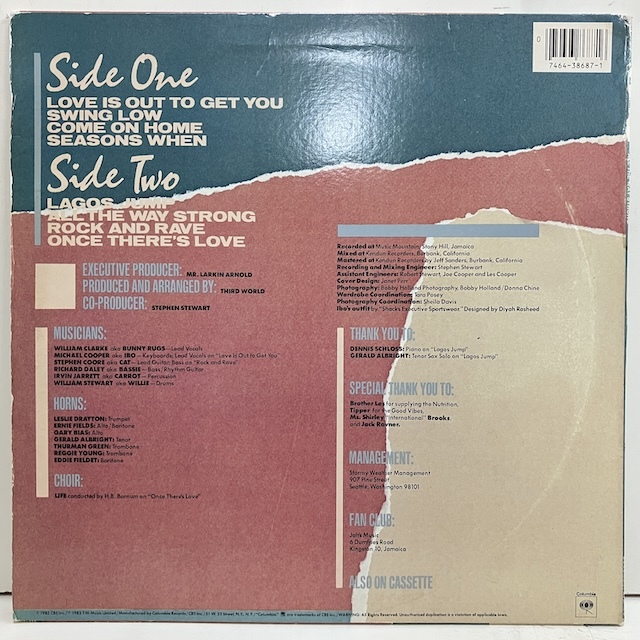 Side One
LOVE IS OUT TO GET YOU
SWING LOW
COME ON HOME
SEASONS WHEN
Side Two
LAGOS JUMP
ALL THE WAY STRONG
ROCK AND RAVE
ONCE THERE'S LOVE
0
7464-38687-1
EXECUTIVE PRODUCER: MR. LARKIN ARNOLD
PRODUCED AND ARRANGED BY: THIRD WORLD
CO-PRODUCER: STEPHEN STEWART
MUSICIANS:
WILLIAM CLARKE aka BUNNY RUGS—Lead Vocals
MICHAEL COOPER aka IBO—Keyboards, Lead Vocals on "Love is Out to Get You"
STEPHEN COORE aka CAT—Lead Guitar, Bass on "Rock and Rave"
RICHARD DALEY aka BASSIE—Bass/Rhythm Guitar
IRVIN JARRETT aka CARROT—Percussion
WILLIAM STEWART aka WILLIE—Drums
HORNS:
LESLIE DRAYTON: Trumpet
ERNIE FIELDS: Alto/Baritone
GARY BIAS: Alto
GERALD ALBRIGHT: Tenor
THURMAN GREEN: Trombone
REGGIE YOUNG: Trombone
EDDIE FIELDET: Baritone
CHOIR:
LIFE conducted by H.B. Barnum on "Once There's Love"
Recorded at Music Mountain, Stony Hill, Jamaica
Mixed at Kendun Recorders, Burbank, California
Mastered at Kendun Recorders by Jeff Sanders, Burbank, California
Recording and Mixing Engineer: Stephen Stewart
Assistant Engineers: Robert Stewart, Joe Cooper and Les Cooper
Cover Design: Janet Perr
Photography: Bobby Holland Photography, Bobby Holland/Donna Chine
Wardrobe Coordination: Tara Posey
Photography Coordination: Sheila Davis
Ibo's outfit by "Sharks Executive Sportswear." Designed by Diyah Rasheed
THANK YOU TO:
DENNIS SCHLOSS: Piano on "Lagos Jump"
GERALD ALBRIGHT: Tenor Sax Solo on "Lagos Jump"
SPECIAL THANK YOU TO:
Brother Les for supplying the Nutrition,
Tipper for the Good Vibes,
Ms. Shirley "International" Brooks,
and Jack Rovner.
MANAGEMENT:
Stormy Weather Management
907 Pine Street
Seattle, Washington 98101
FAN CLUB:
Joh's Music
6 Dumfries Road
Kingston 10, Jamaica
ALSO ON CASSETTE
Columbia